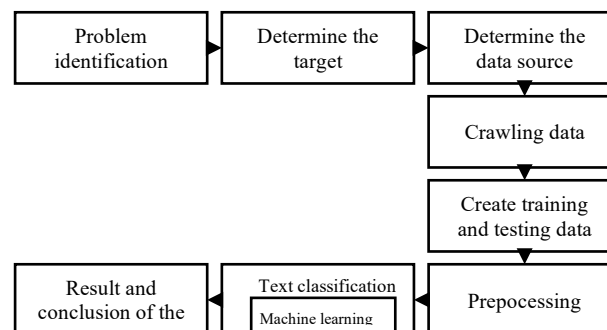 Problem
identification
Determine the
target
Determine the
data source
Crawling data
Create training
and testing data
Prepocessing
Text classification
Machine learning
Result and
conclusion of the